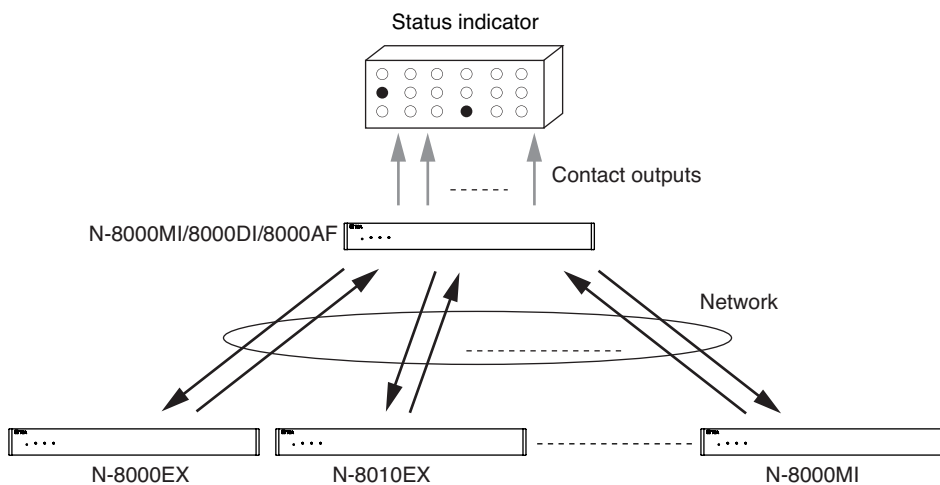 Status indicator
Contact outputs
N-8000MI/8000DI/8000AF
Network
N-8000EX
N-8010EX
N-8000MI